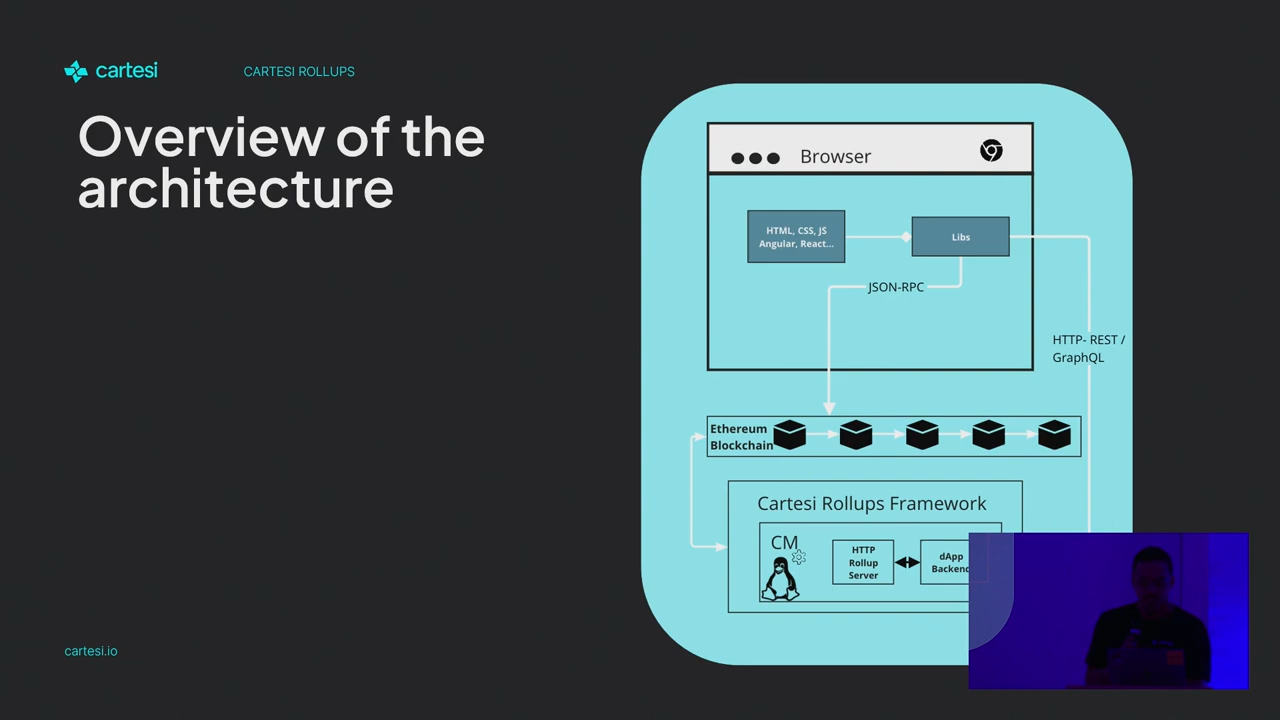 cartesi
CARTESI ROLLUPS
Overview of the
architecture
Browser
HTML, CSS, JS
Angular, React...
Libs
JSON-RPC
HTTP- REST /
GraphQL
Ethereum
Blockchain
Cartesi Rollups Framework
CM
HTTP
Rollup
Server
dApp
Backend
cartesi.io